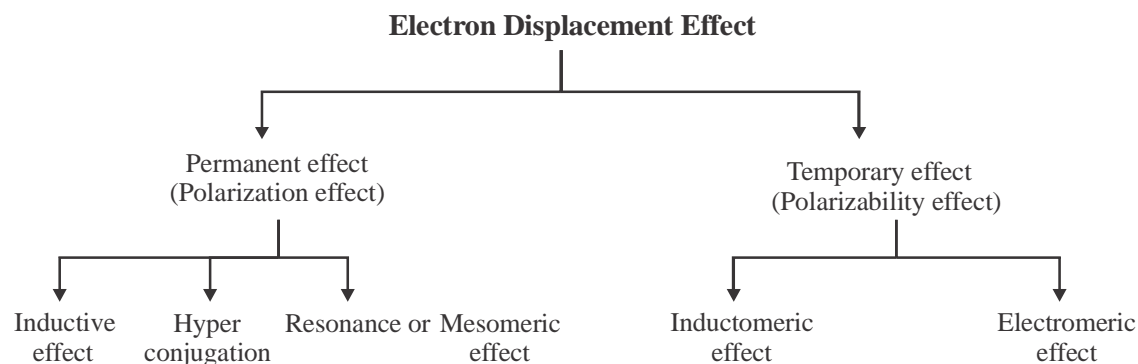 Electron Displacement Effect
Permanent effect
(Polarization effect)
Temporary effect
(Polarizability effect)
Inductive
effect
Hyper
conjugation
Resonance or Mesomeric
effect
Inductomeric
effect
Electromeric
effect